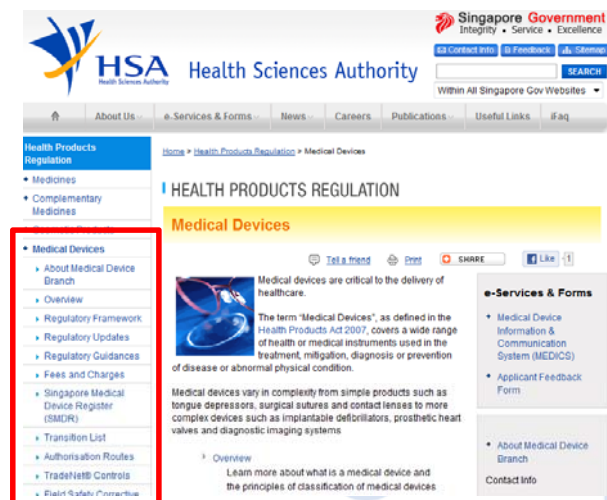 Singapore Government
Integrity • Service • Excellence
Contact Info Feedback Sitemap
HSA
Health Sciences Authority
Health Sciences Authority
SEARCH
Within All Singapore Gov Websites
About Us e-Services & Forms News Careers Publications Useful Links iFaq
Health Products
Regulation
Home > Health Products Regulation > Medical Devices
Medicines
Complementary
Medicines
HEALTH PRODUCTS REGULATION
Medical Devices
Medical Devices
About Medical Device
Branch
Overview
Regulatory Framework
Regulatory Updates
Regulatory Guidances
Fees and Charges
Singapore Medical
Device Register
(SMDR)
Transition List
Authorisation Routes
TradeNet® Controls
Field Safety Corrective
Tell a friend Print SHARE Like 1
Medical devices are critical to the delivery of
healthcare.
The term "Medical Devices", as defined in the
Health Products Act 2007, covers a wide range
of health or medical instruments used in the
treatment, mitigation, diagnosis or prevention
of disease or abnormal physical condition.
Medical devices vary in complexity from simple products such as
tongue depressors, surgical sutures and contact lenses to more
complex devices such as implantable defibrillators, prosthetic heart
valves and diagnostic imaging systems
Overview
Learn more about what is a medical device and
the principles of classification of medical devices
e-Services & Forms
Medical Device
Information &
Communication
System (MEDICS)
Applicant Feedback
Form
About Medical Device
Branch
Contact Info